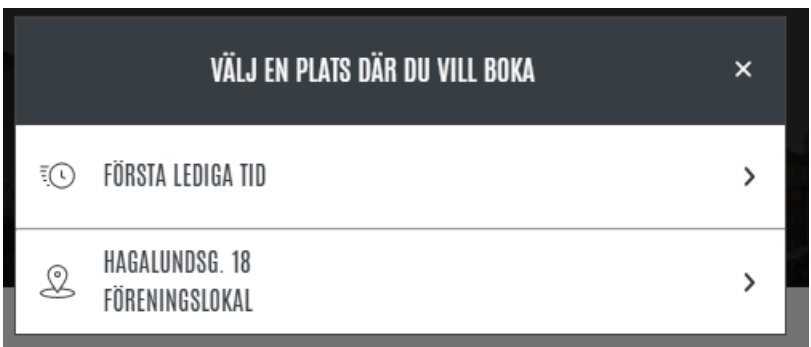 VÄLJ EN PLATS DÄR DU VILL BOKA
FÖRSTA LEDIGA TID
HAGALUNDSG. 18
FÖRENINGSLOKAL